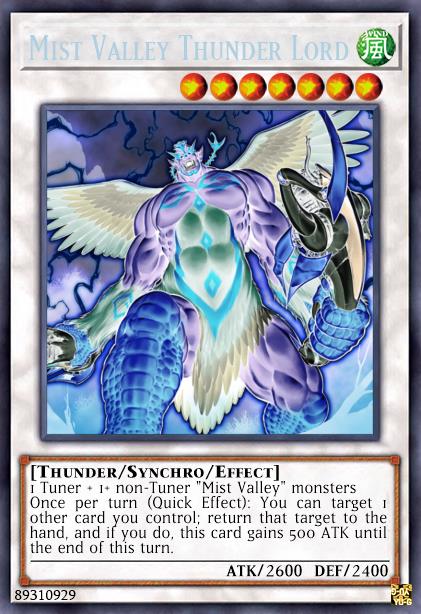 Mist Valley Thunder Lord
WIND
風
[Thunder/Synchro/Effect]
1 Tuner + 1+ non-Tuner "Mist Valley" monsters
Once per turn (Quick Effect): You can target 1
other card you control; return that target to the
hand, and if you do, this card gains 500 ATK until
the end of this turn.
ATK/2600 DEF/2400
89310929